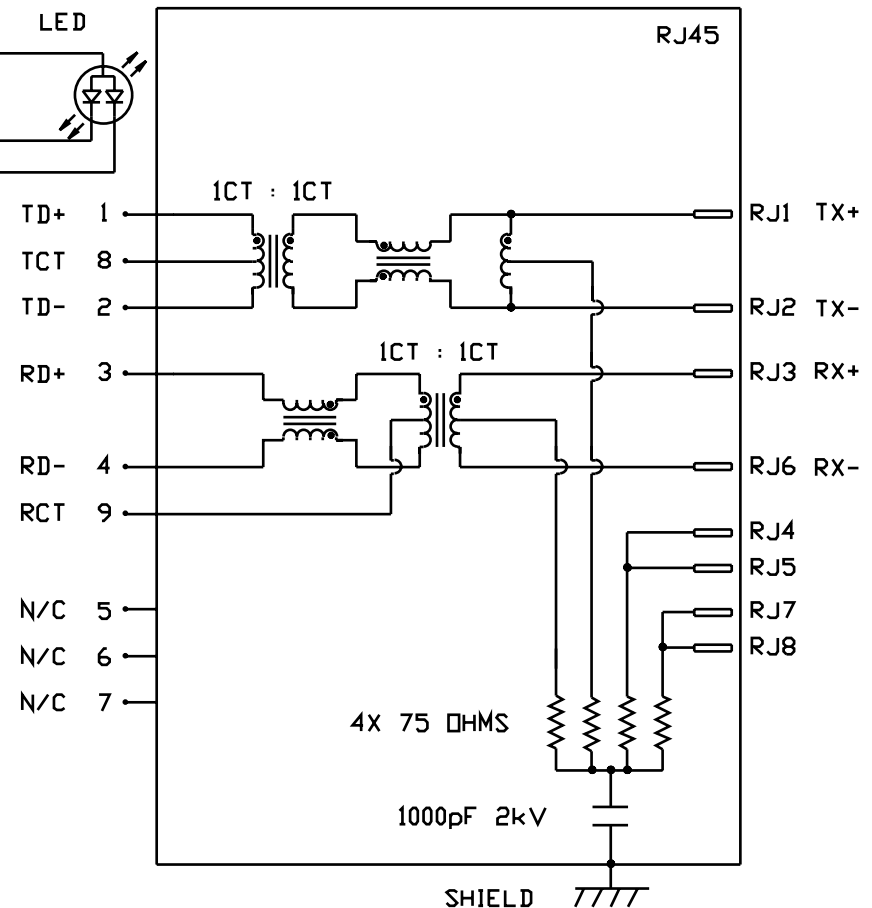 LED
RJ45
1CT : 1CT
TD+ 1
RJ1 TX+
TCT 8
TD- 2
RJ2 TX-
1CT : 1CT
RD+ 3
RJ3 RX+
RD- 4
RJ6 RX-
RCT 9
RJ4
RJ5
N/C 5
RJ7
RJ8
N/C 6
N/C 7
4X 75 OHMS
1000pF 2kV
SHIELD